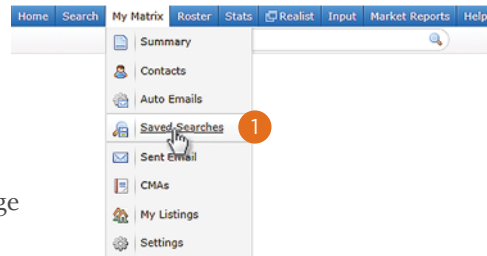 Home Search My Matrix Roster Stats Realist Input Market Reports Help
Summary
Contacts
Auto Emails
Saved Searches 1
Sent Email
CMAs
ge
My Listings
Settings